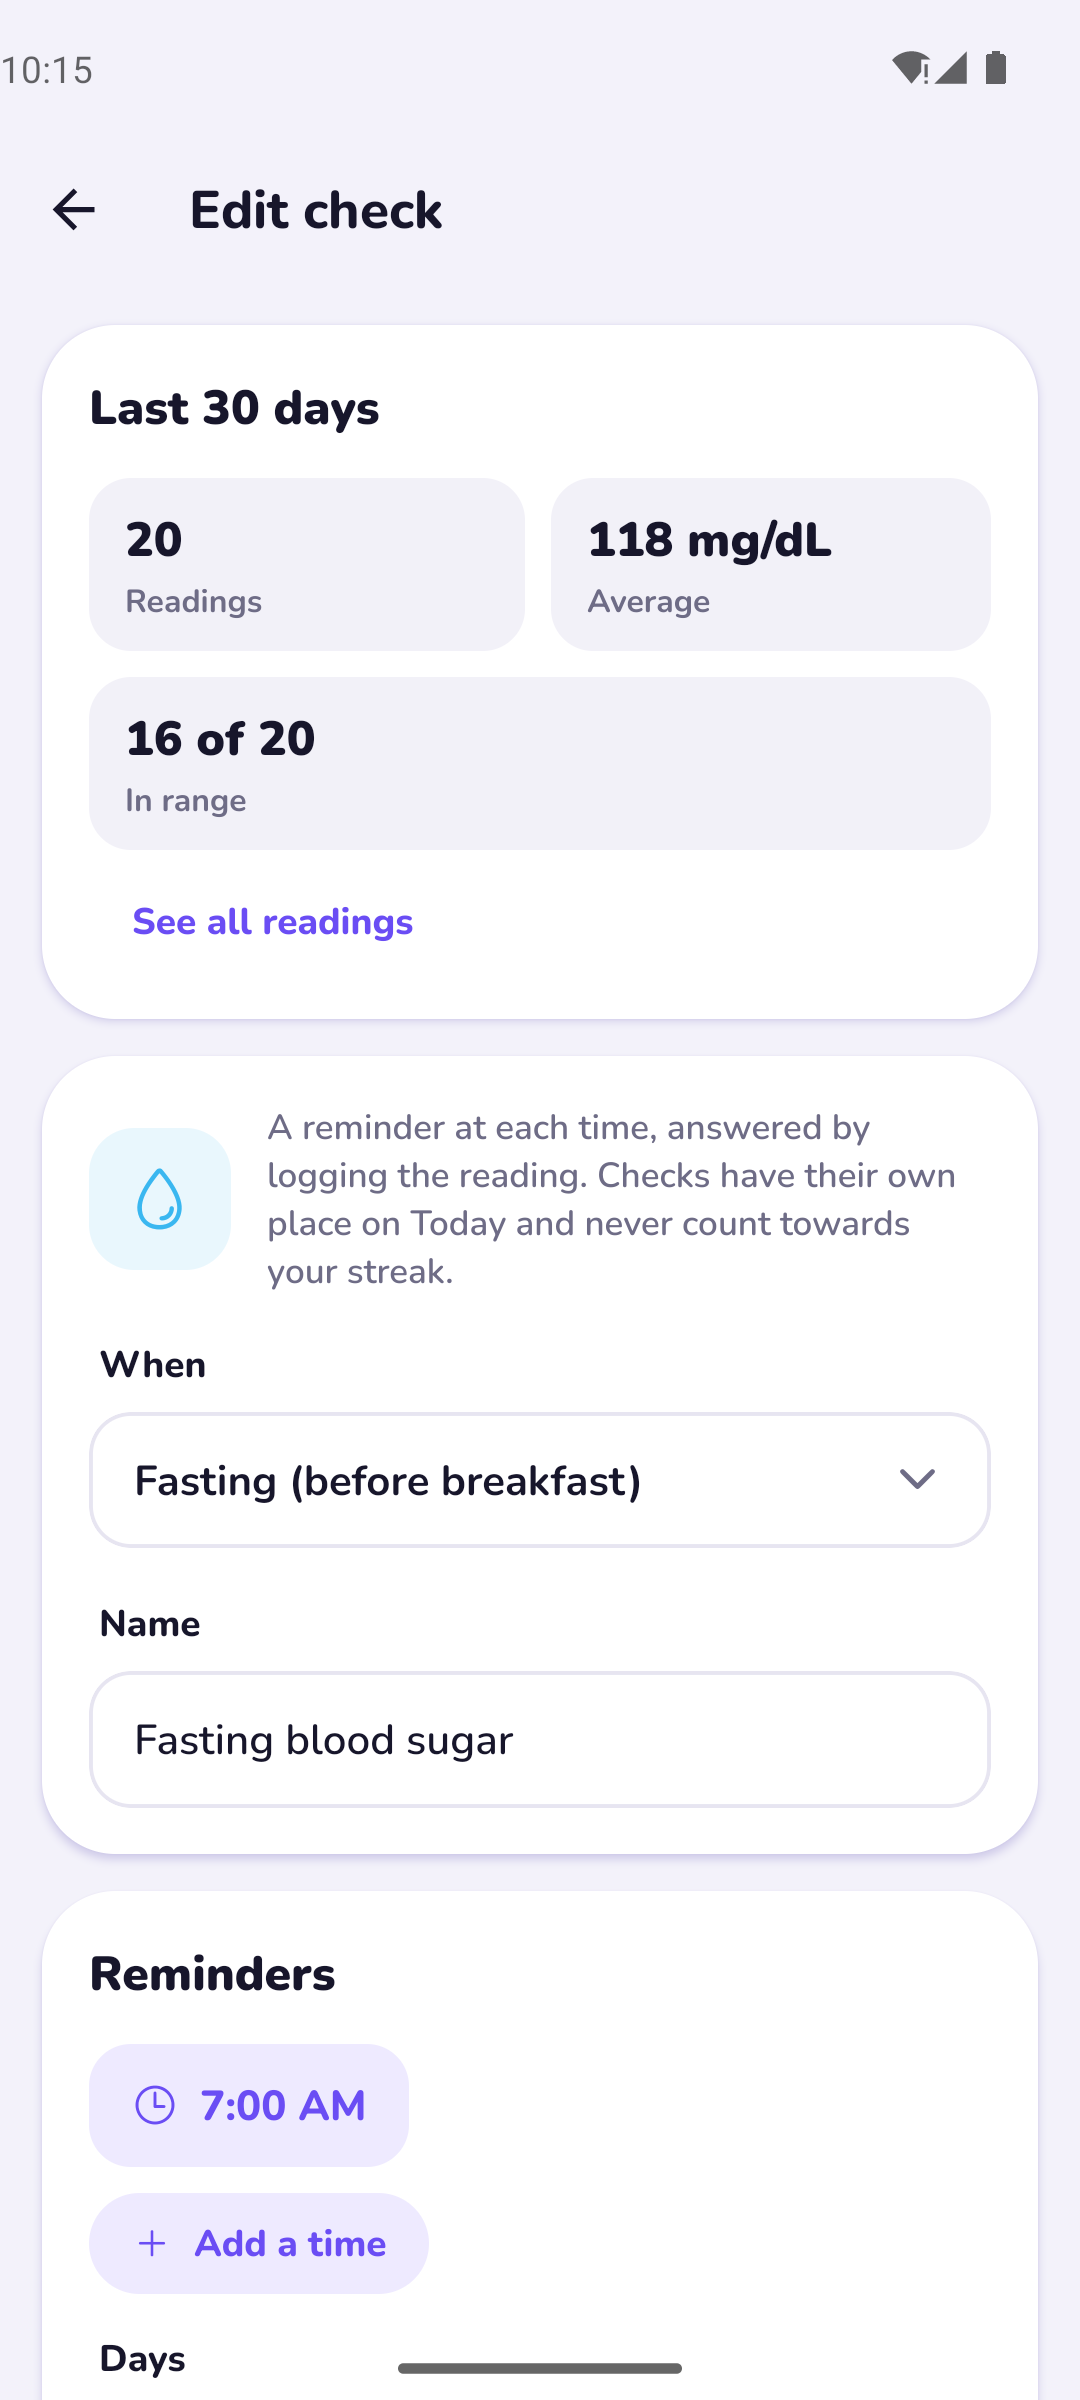 10:15
Edit check
Last 30 days
20
Readings
118 mg/dL
Average
16 of 20
In range
See all readings
A reminder at each time, answered by
logging the reading. Checks have their own
place on Today and never count towards
your streak.
When
Fasting (before breakfast)
Name
Fasting blood sugar
Reminders
7:00 AM
Add a time
Days